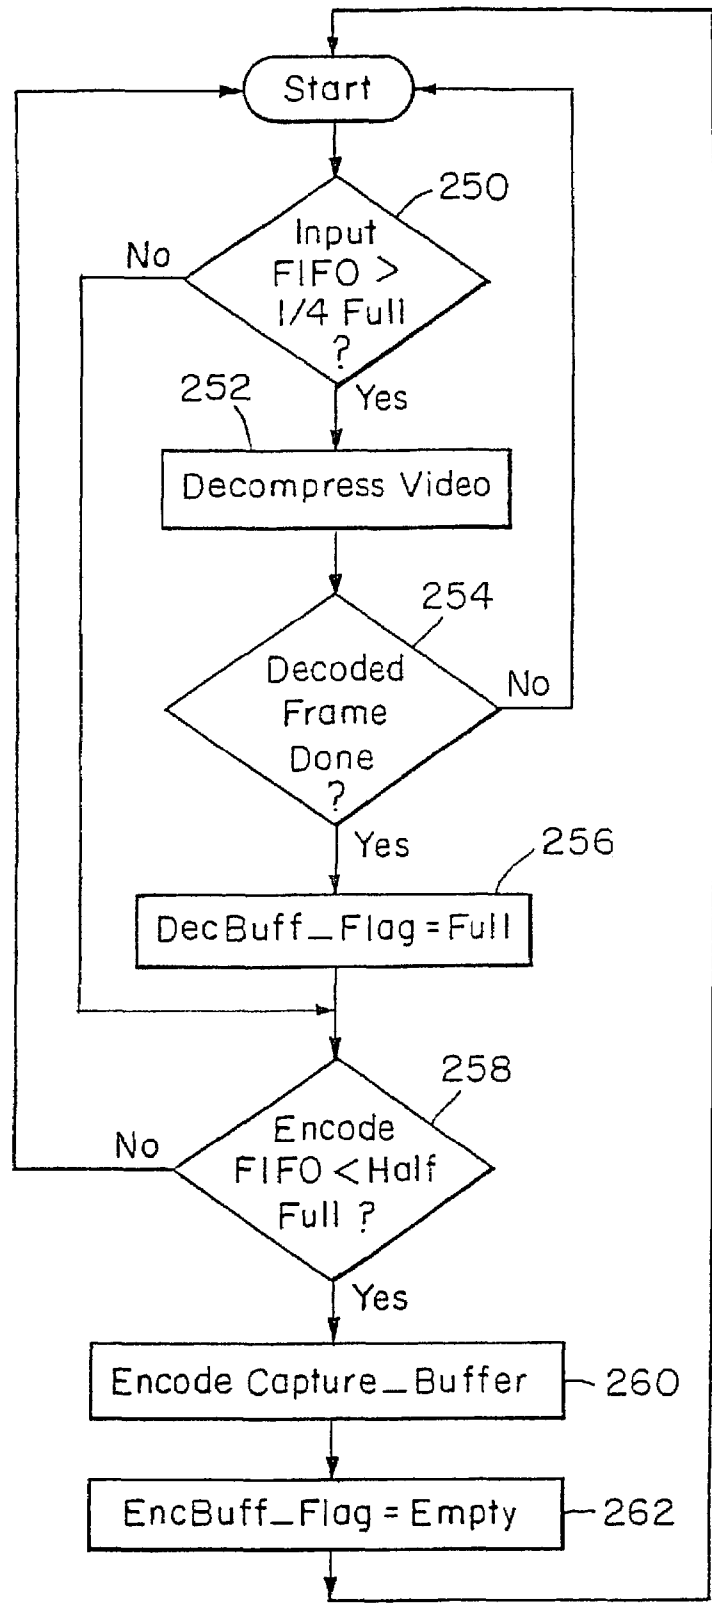 Start
250
Input
FIFO >
1/4 Full
?
No
Yes
252
Decompress Video
254
Decoded
Frame
Done
?
No
Yes
256
DecBuff_Flag = Full
258
Encode
FIFO < Half
Full ?
No
Yes
Encode Capture_Buffer
260
EncBuff_Flag = Empty
262